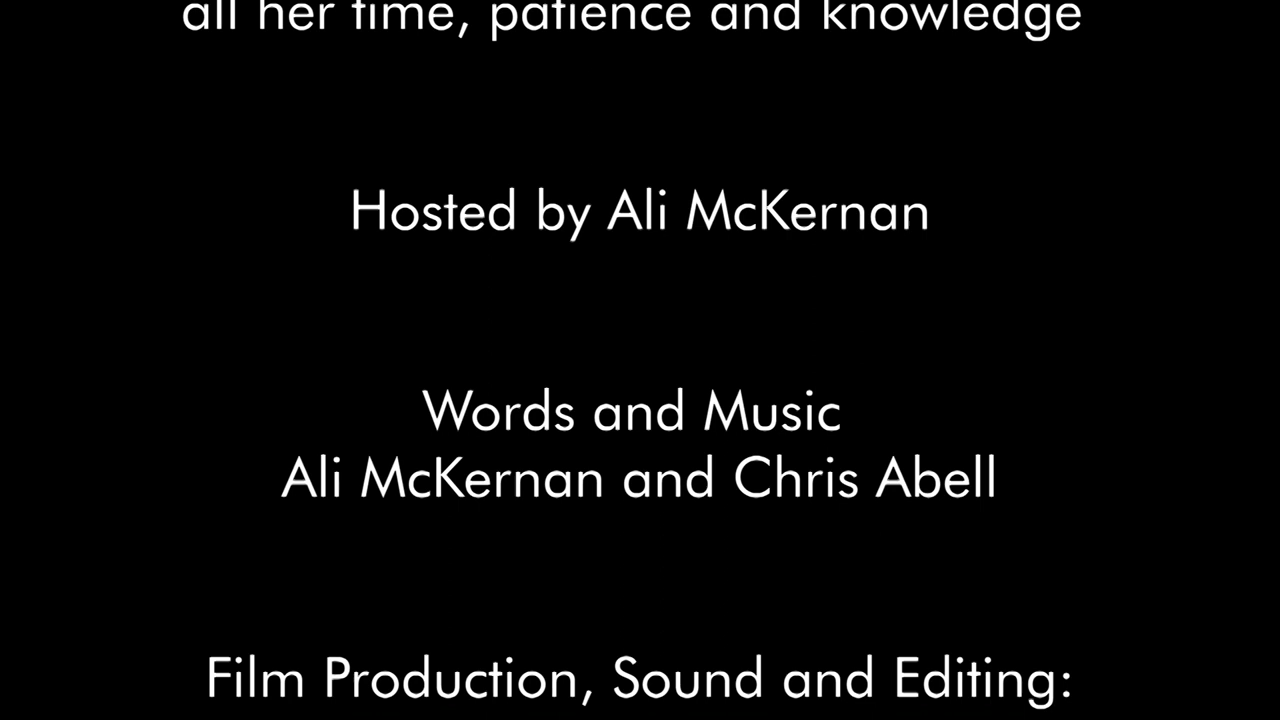 all her time, patience and knowledge
Hosted by Ali McKernan
Words and Music
Ali McKernan and Chris Abell
Film Production, Sound and Editing: